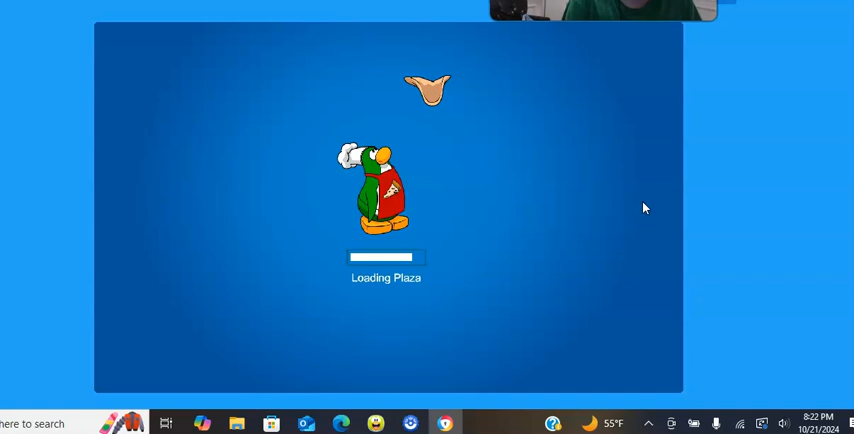 Loading Plaza
here to search
55°F
8:22 PM
10/21/2024